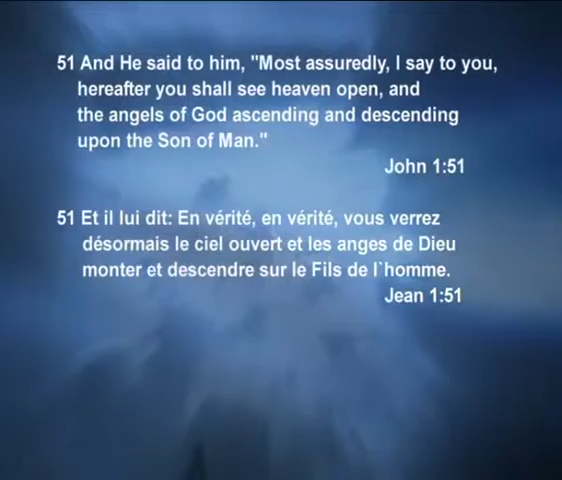 51 And He said to him, "Most assuredly, I say to you,
hereafter you shall see heaven open, and
the angels of God ascending and descending
upon the Son of Man."
John 1:51
51 Et il lui dit: En vérité, en vérité, vous verrez
désormais le ciel ouvert et les anges de Dieu
monter et descendre sur le Fils de l`homme.
Jean 1:51